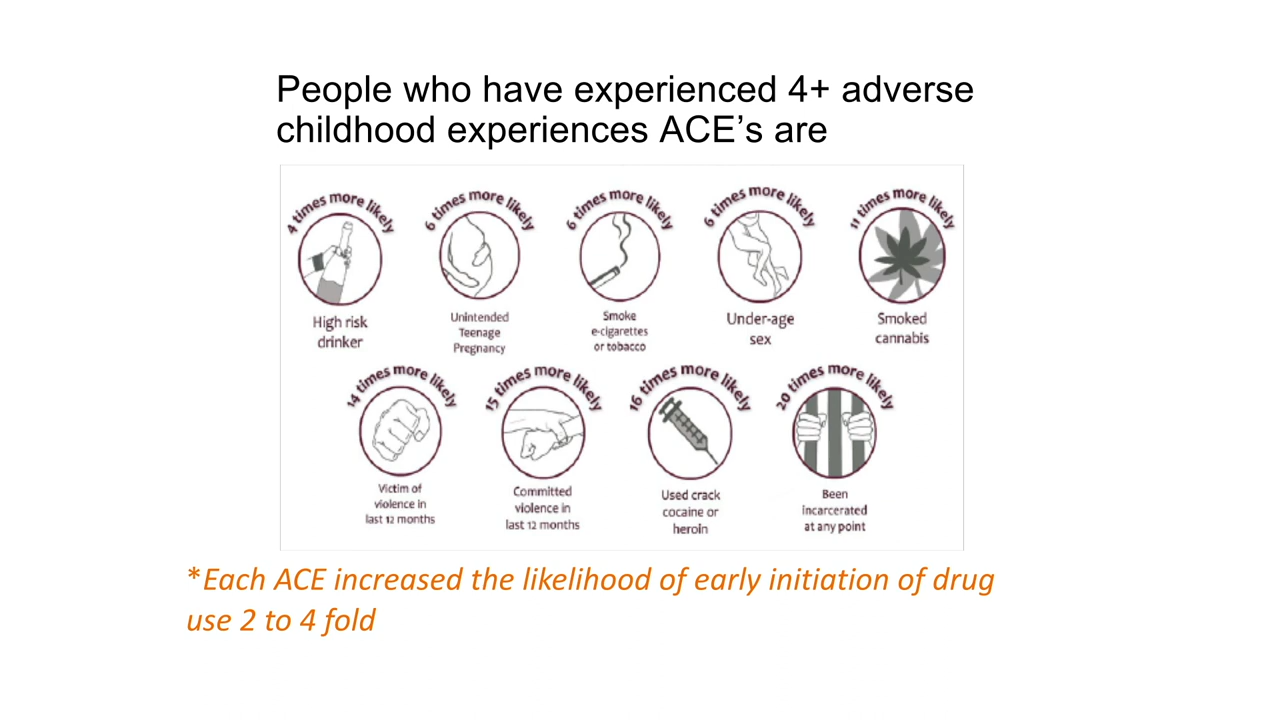 People who have experienced 4+ adverse
childhood experiences ACE’s are
4 times more likely
High risk
drinker
6 times more likely
Unintended
Teenage
Pregnancy
6 times more likely
Smoke
e-cigarettes
or tobacco
6 times more likely
Under-age
sex
11 times more likely
Smoked
cannabis
14 times more likely
Victim of
violence in
last 12 months
15 times more likely
Committed
violence in
last 12 months
16 times more likely
Used crack
cocaine or
heroin
20 times more likely
Been
incarcerated
at any point
*Each ACE increased the likelihood of early initiation of drug
use 2 to 4 fold